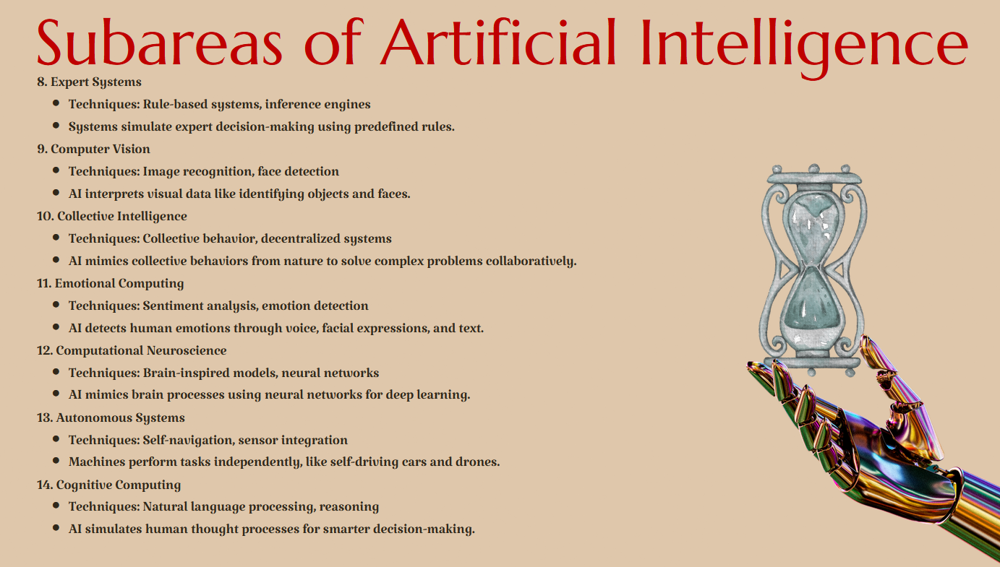 Subareas of Artificial Intelligence
8. Expert Systems
● Techniques: Rule-based systems, inference engines
● Systems simulate expert decision-making using predefined rules.
9. Computer Vision
● Techniques: Image recognition, face detection
● AI interprets visual data like identifying objects and faces.
10. Collective Intelligence
● Techniques: Collective behavior, decentralized systems
● AI mimics collective behaviors from nature to solve complex problems collaboratively.
11. Emotional Computing
● Techniques: Sentiment analysis, emotion detection
● AI detects human emotions through voice, facial expressions, and text.
12. Computational Neuroscience
● Techniques: Brain-inspired models, neural networks
● AI mimics brain processes using neural networks for deep learning.
13. Autonomous Systems
● Techniques: Self-navigation, sensor integration
● Machines perform tasks independently, like self-driving cars and drones.
14. Cognitive Computing
● Techniques: Natural language processing, reasoning
● AI simulates human thought processes for smarter decision-making.